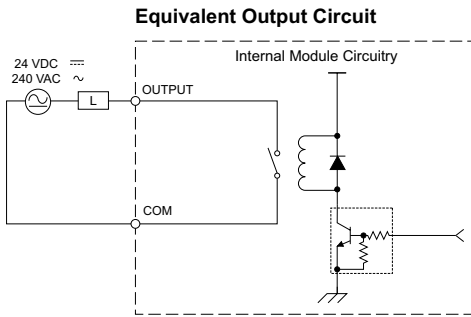 Equivalent Output Circuit
Internal Module Circuitry
24 VDC ⎓
240 VAC ∿
L
OUTPUT
COM